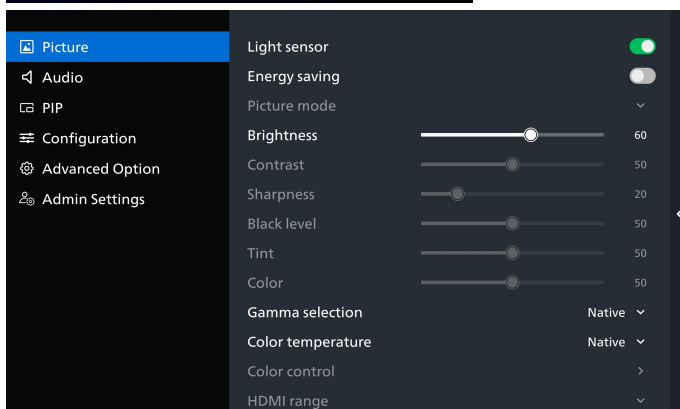 Picture
Audio
PIP
Configuration
Advanced Option
Admin Settings
Light sensor
Energy saving
Picture mode
Brightness 60
Contrast 50
Sharpness 20
Black level 50
Tint 50
Color 50
Gamma selection Native
Color temperature Native
Color control
HDMI range